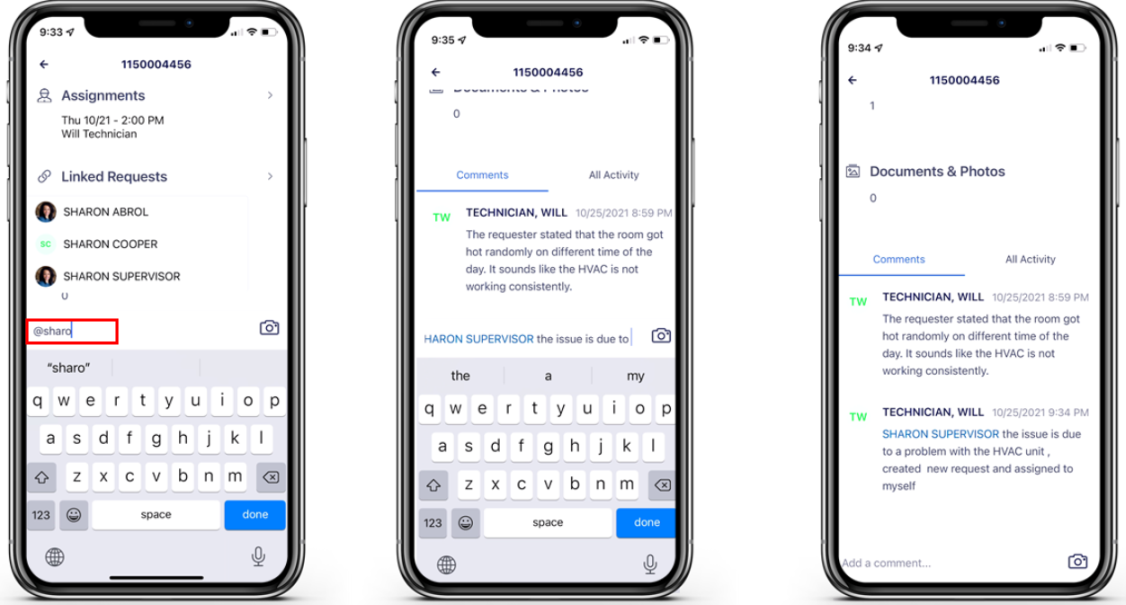 9:33
1150004456
Assignments
Thu 10/21 - 2:00 PM
Will Technician
Linked Requests
SHARON ABROL
SC SHARON COOPER
SHARON SUPERVISOR
0
@sharo
“sharo”
q w e r t y u i o p
a s d f g h j k l
z x c v b n m
123 space done
9:35
1150004456
Documents & Photos
0
Comments All Activity
TW TECHNICIAN, WILL 10/25/2021 8:59 PM
The requester stated that the room got
hot randomly on different time of the
day. It sounds like the HVAC is not
working consistently.
HARON SUPERVISOR the issue is due to
the a my
q w e r t y u i o p
a s d f g h j k l
z x c v b n m
123 space done
9:34
1150004456
1
Documents & Photos
0
Comments All Activity
TW TECHNICIAN, WILL 10/25/2021 8:59 PM
The requester stated that the room got
hot randomly on different time of the
day. It sounds like the HVAC is not
working consistently.
TW TECHNICIAN, WILL 10/25/2021 9:34 PM
SHARON SUPERVISOR the issue is due
to a problem with the HVAC unit ,
created new request and assigned to
myself
Add a comment...